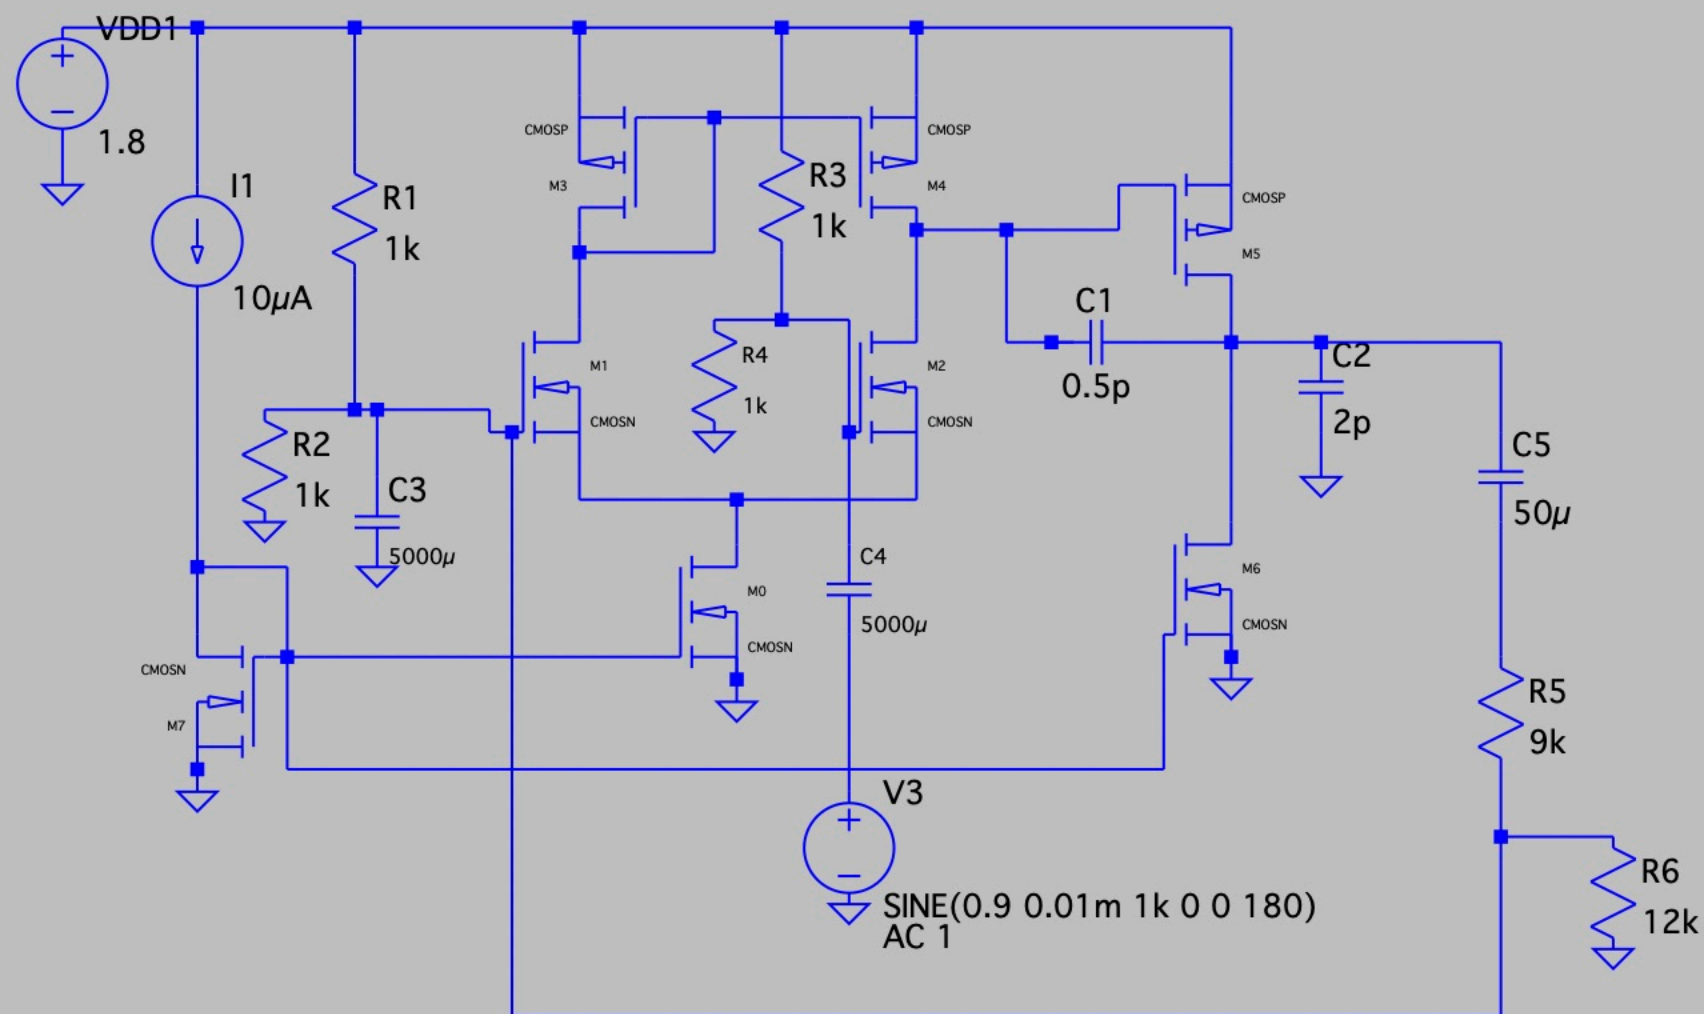 VDD1
1.8
I1
10µA
R1
1k
R2
1k
C3
5000µ
CMOSN
M7
CMOSP
M3
R3
1k
CMOSP
M4
M1
CMOSN
R4
1k
M2
CMOSN
M0
CMOSN
C4
5000µ
V3
SINE(0.9 0.01m 1k 0 0 180)
AC 1
C1
0.5p
CMOSP
M5
C2
2p
M6
CMOSN
C5
50µ
R5
9k
R6
12k